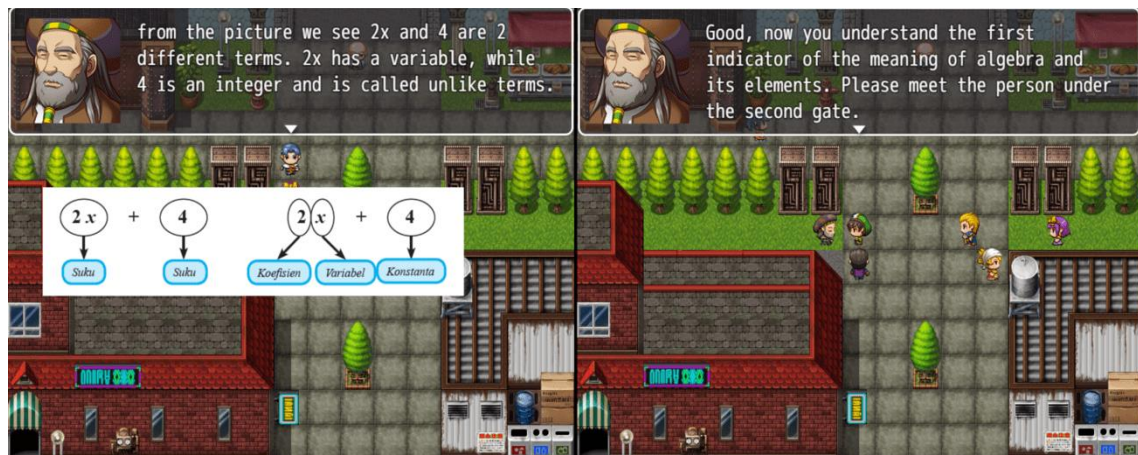 from the picture we see 2x and 4 are 2
different terms. 2x has a variable, while
4 is an integer and is called unlike terms.
2 x + 4
Suku Suku
2 x + 4
Koefisien Variabel Konstanta
Good, now you understand the first
indicator of the meaning of algebra and
its elements. Please meet the person under
the second gate.